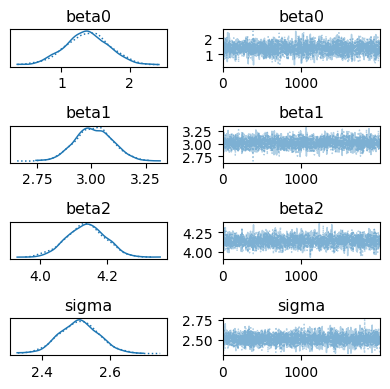 beta0 beta0
2
1
1 2 0 1000
beta1 beta1
3.25
3.00
2.75
2.75 3.00 3.25 0 1000
beta2 beta2
4.25
4.00
4.0 4.2 0 1000
sigma sigma
2.75
2.50
2.4 2.6 0 1000